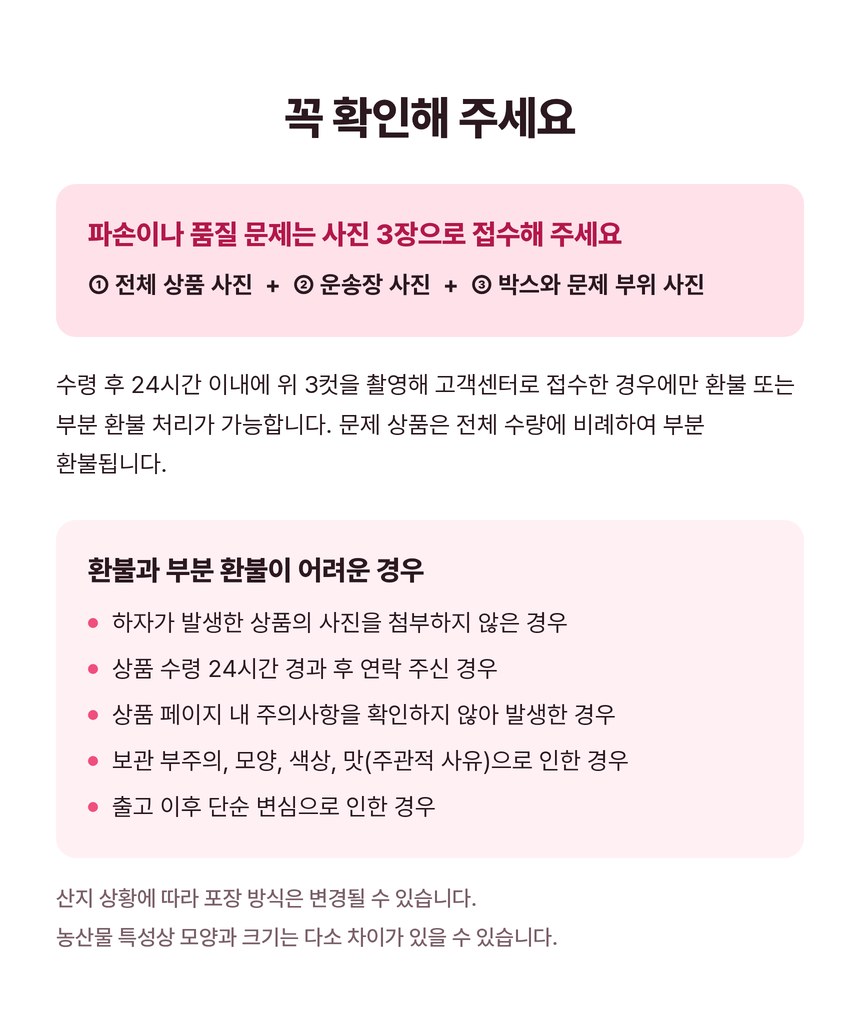 꼭 확인해 주세요
파손이나 품질 문제는 사진 3장으로 접수해 주세요
① 전체 상품 사진 + ② 운송장 사진 + ③ 박스와 문제 부위 사진
수령 후 24시간 이내에 위 3컷을 촬영해 고객센터로 접수한 경우에만 환불 또는
부분 환불 처리가 가능합니다. 문제 상품은 전체 수량에 비례하여 부분
환불됩니다.
환불과 부분 환불이 어려운 경우
• 하자가 발생한 상품의 사진을 첨부하지 않은 경우
• 상품 수령 24시간 경과 후 연락 주신 경우
• 상품 페이지 내 주의사항을 확인하지 않아 발생한 경우
• 보관 부주의, 모양, 색상, 맛(주관적 사유)으로 인한 경우
• 출고 이후 단순 변심으로 인한 경우
산지 상황에 따라 포장 방식은 변경될 수 있습니다.
농산물 특성상 모양과 크기는 다소 차이가 있을 수 있습니다.